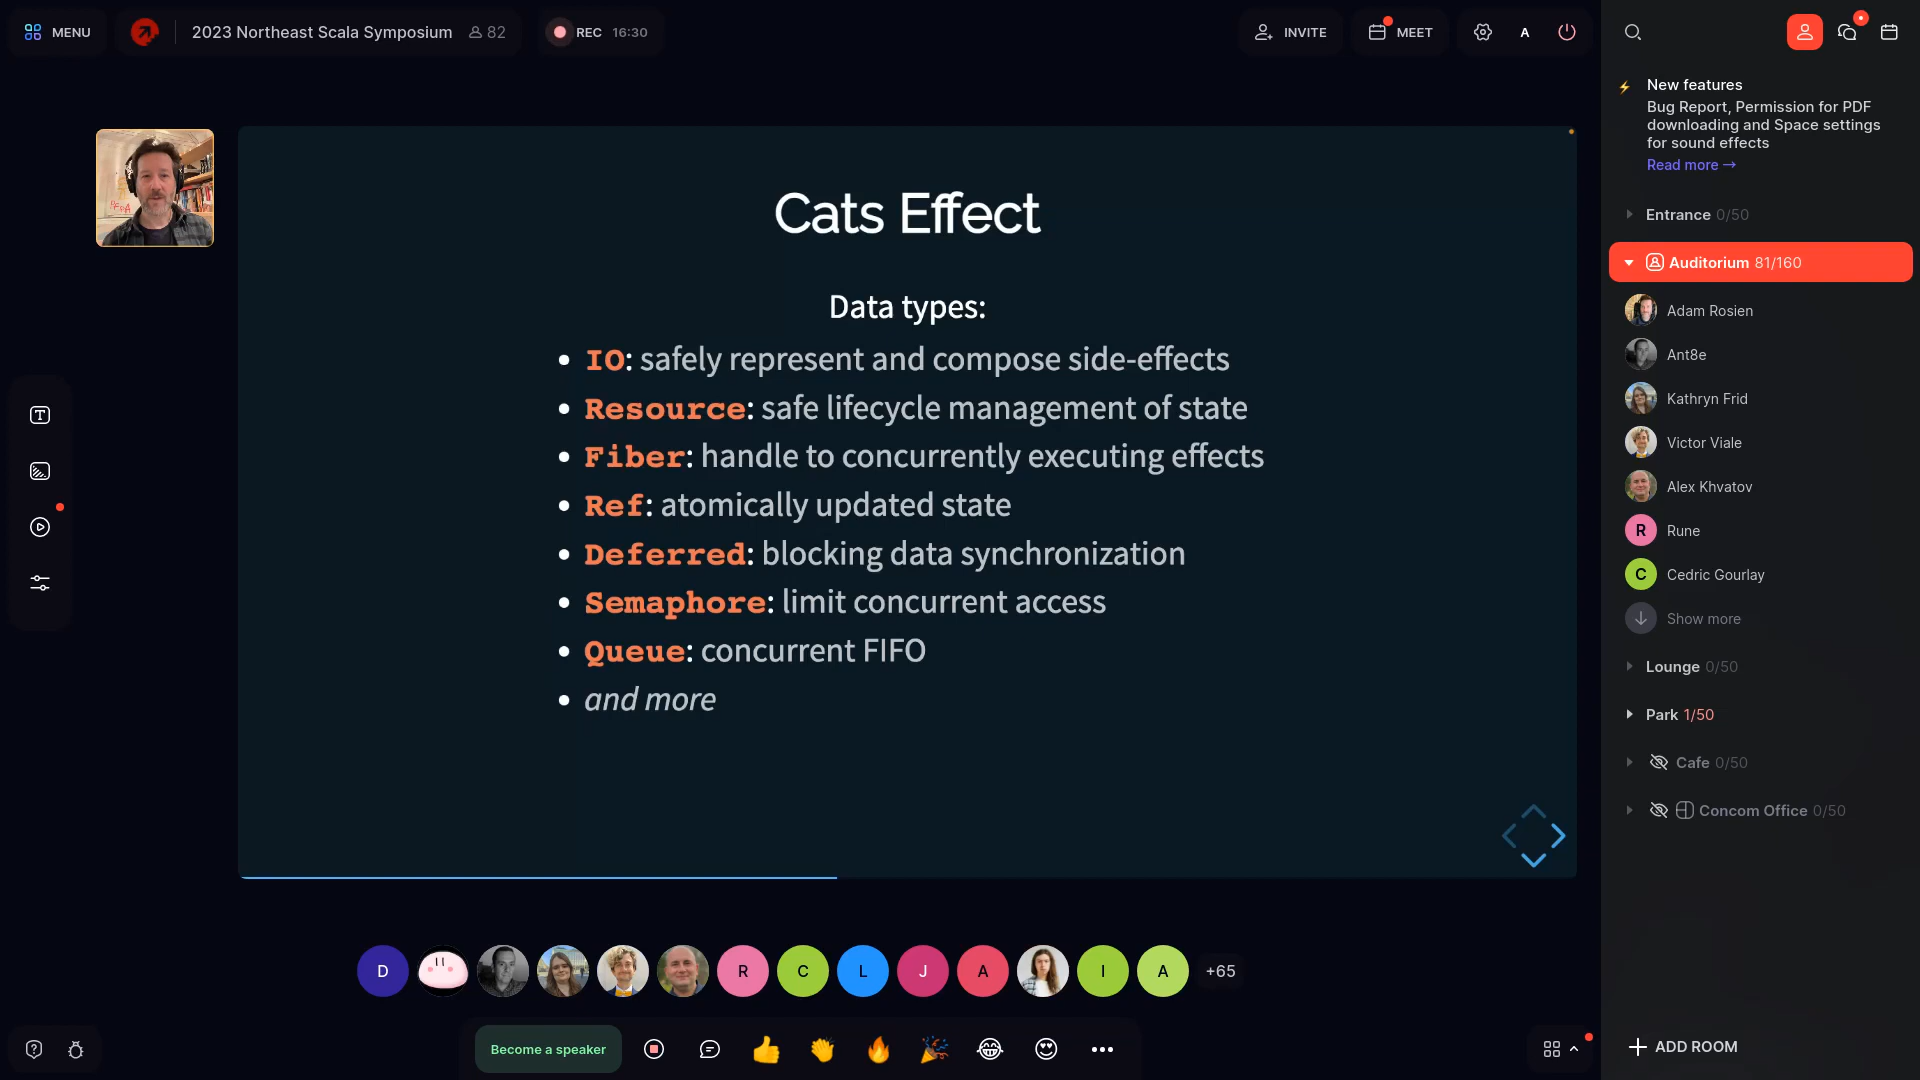 MENU
2023 Northeast Scala Symposium 82
REC 16:30
INVITE
MEET
A
New features
Bug Report, Permission for PDF
downloading and Space settings
for sound effects
Read more →
Entrance 0/50
Auditorium 81/160
Adam Rosien
Ant8e
Kathryn Frid
Victor Viale
Alex Khvatov
R Rune
C Cedric Gourlay
Show more
Lounge 0/50
Park 1/50
Cafe 0/50
Concom Office 0/50
ADD ROOM
Cats Effect
Data types:
• IO: safely represent and compose side-effects
• Resource: safe lifecycle management of state
• Fiber: handle to concurrently executing effects
• Ref: atomically updated state
• Deferred: blocking data synchronization
• Semaphore: limit concurrent access
• Queue: concurrent FIFO
• and more
D R C L J A I A +65
Become a speaker